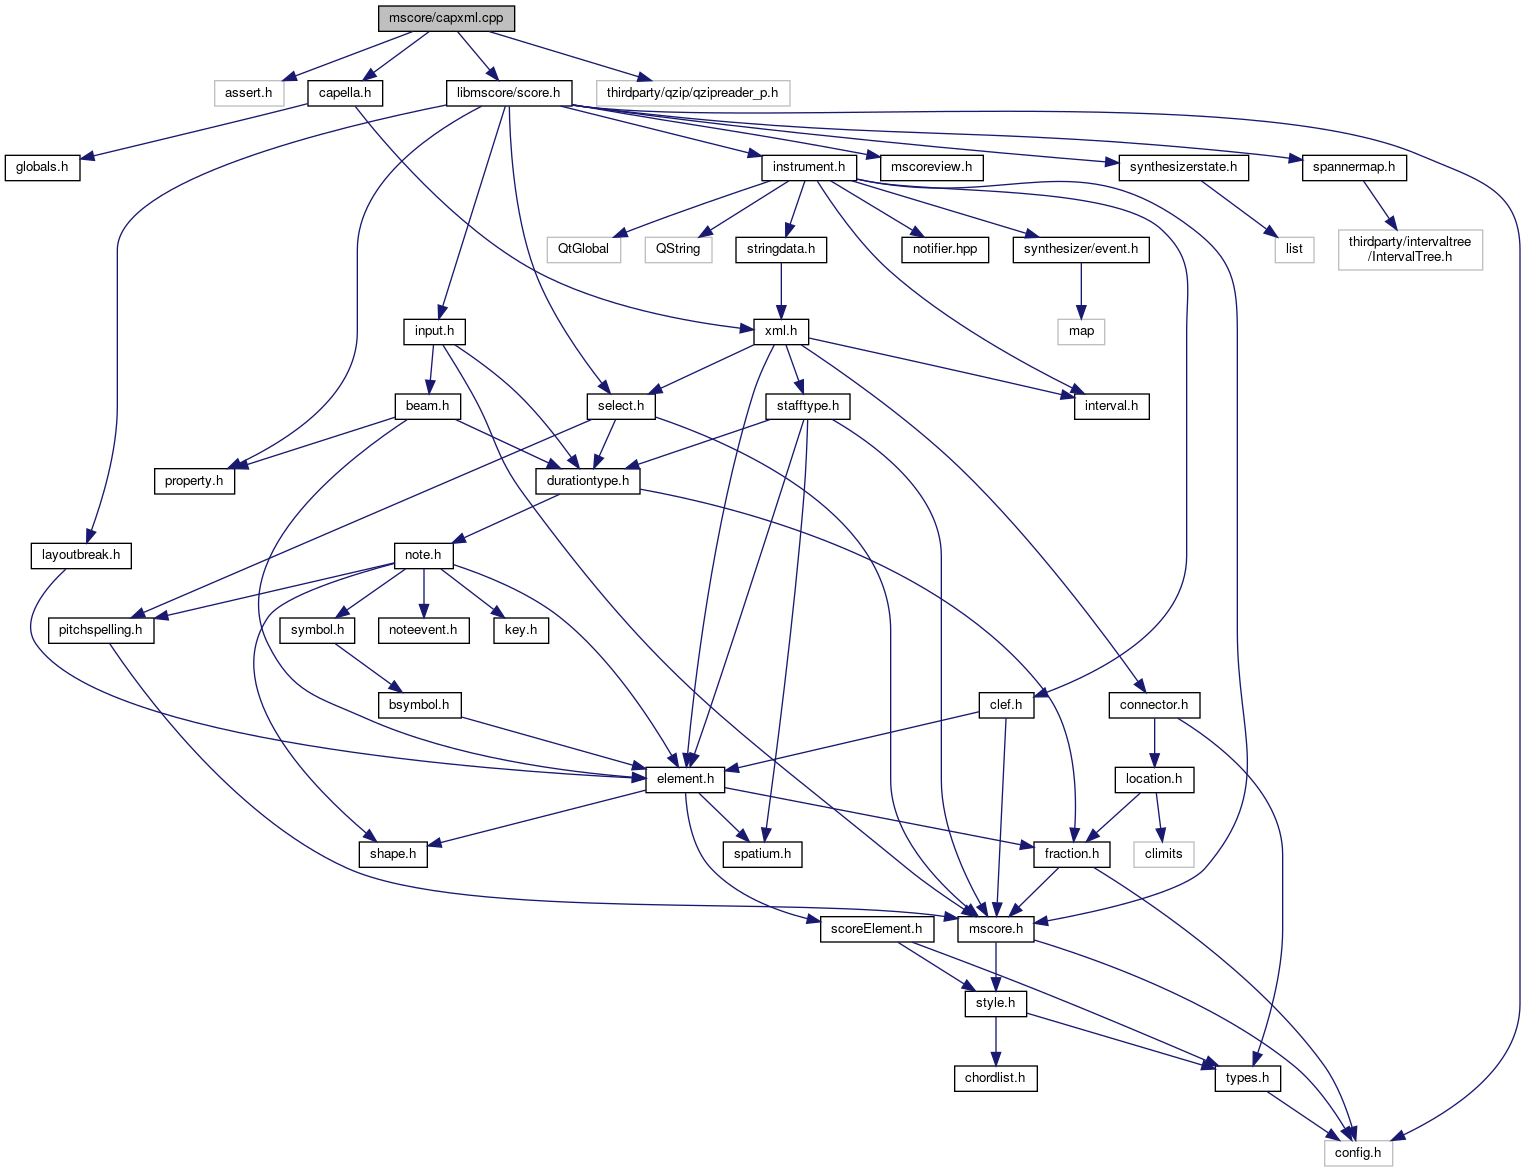 mscore/capxml.cpp
assert.h
capella.h
libmscore/score.h
thirdparty/qzip/qzipreader_p.h
globals.h
instrument.h
mscoreview.h
synthesizerstate.h
spannermap.h
QtGlobal
QString
stringdata.h
notifier.hpp
synthesizer/event.h
list
thirdparty/intervaltree
/IntervalTree.h
input.h
xml.h
map
beam.h
select.h
stafftype.h
interval.h
property.h
durationtype.h
layoutbreak.h
note.h
pitchspelling.h
symbol.h
noteevent.h
key.h
bsymbol.h
clef.h
connector.h
element.h
location.h
shape.h
spatium.h
fraction.h
climits
scoreElement.h
mscore.h
style.h
chordlist.h
types.h
config.h